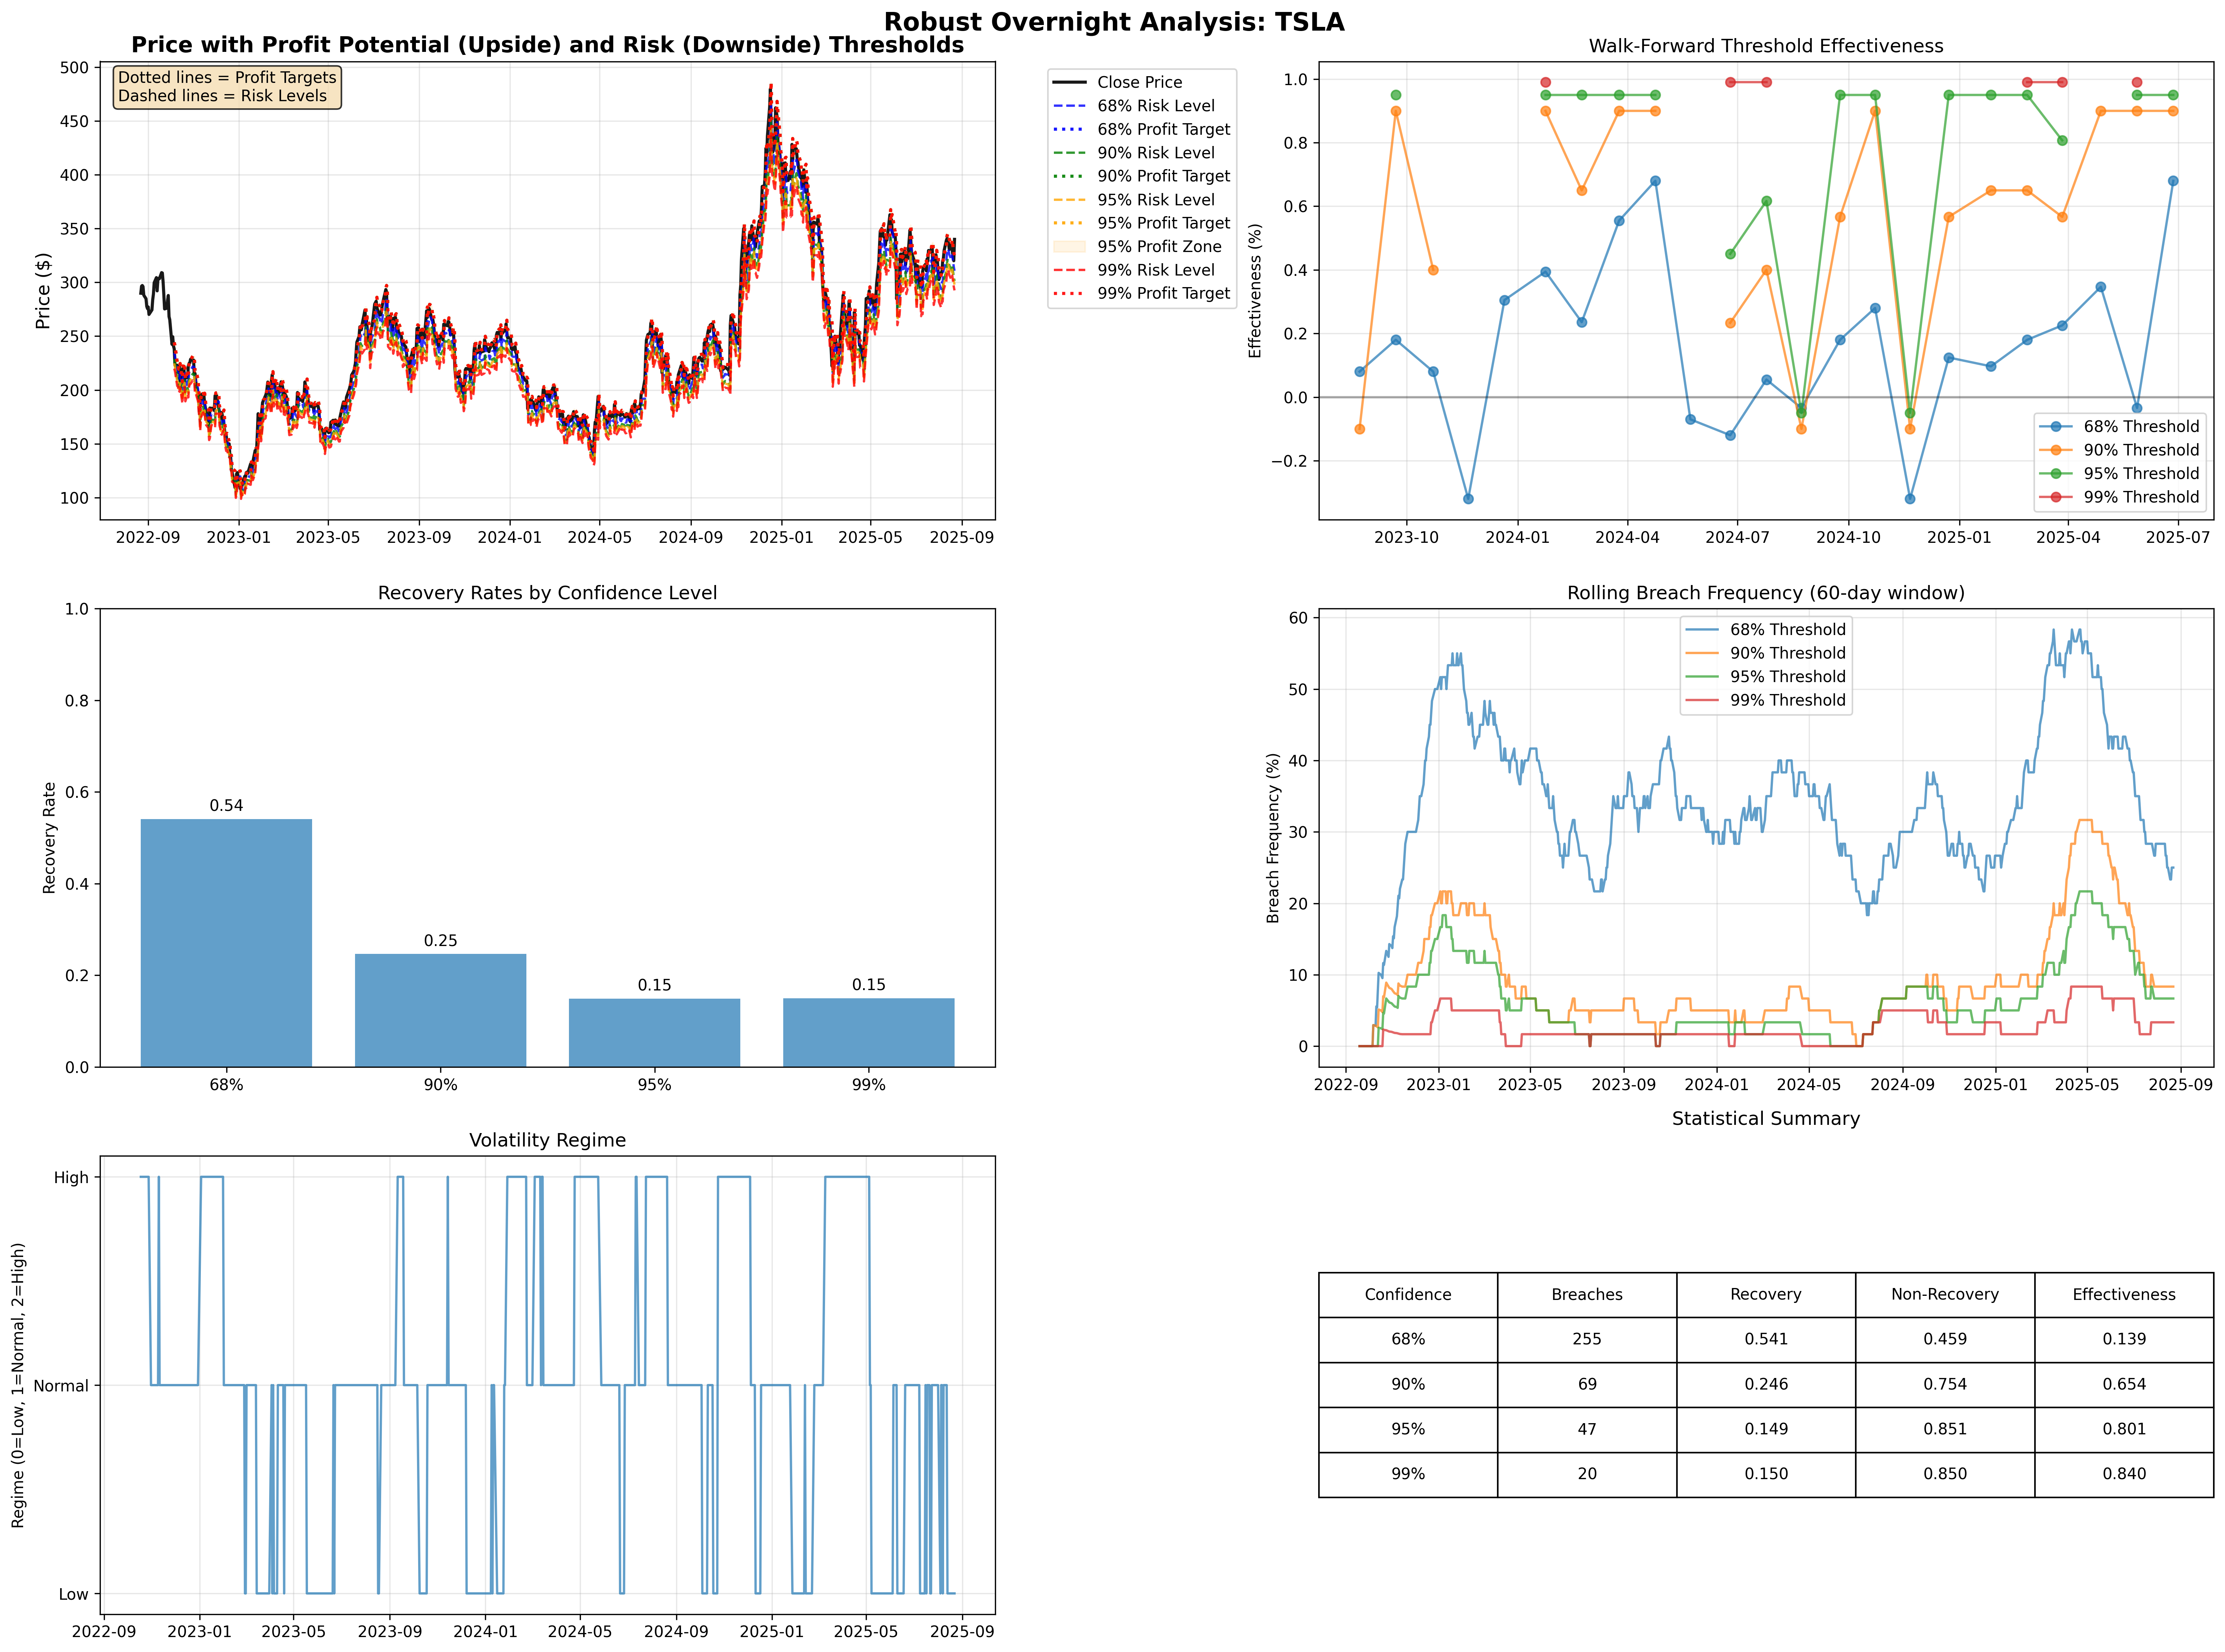 Robust Overnight Analysis: TSLA
Price with Profit Potential (Upside) and Risk (Downside) Thresholds
Dotted lines = Profit Targets
Dashed lines = Risk Levels
Price ($)
500
450
400
350
300
250
200
150
100
2022-09 2023-01 2023-05 2023-09 2024-01 2024-05 2024-09 2025-01 2025-05 2025-09
Close Price
68% Risk Level
68% Profit Target
90% Risk Level
90% Profit Target
95% Risk Level
95% Profit Target
95% Profit Zone
99% Risk Level
99% Profit Target
Walk-Forward Threshold Effectiveness
Effectiveness (%)
1.0
0.8
0.6
0.4
0.2
0.0
−0.2
2023-10 2024-01 2024-04 2024-07 2024-10 2025-01 2025-04 2025-07
68% Threshold
90% Threshold
95% Threshold
99% Threshold
Recovery Rates by Confidence Level
Recovery Rate
1.0
0.8
0.6
0.4
0.2
0.0
0.54
0.25
0.15
0.15
68% 90% 95% 99%
Rolling Breach Frequency (60-day window)
Breach Frequency (%)
60
50
40
30
20
10
0
68% Threshold
90% Threshold
95% Threshold
99% Threshold
2022-09 2023-01 2023-05 2023-09 2024-01 2024-05 2024-09 2025-01 2025-05 2025-09
Volatility Regime
Regime (0=Low, 1=Normal, 2=High)
High
Normal
Low
2022-09 2023-01 2023-05 2023-09 2024-01 2024-05 2024-09 2025-01 2025-05 2025-09
Statistical Summary
Confidence Breaches Recovery Non-Recovery Effectiveness
68% 255 0.541 0.459 0.139
90% 69 0.246 0.754 0.654
95% 47 0.149 0.851 0.801
99% 20 0.150 0.850 0.840